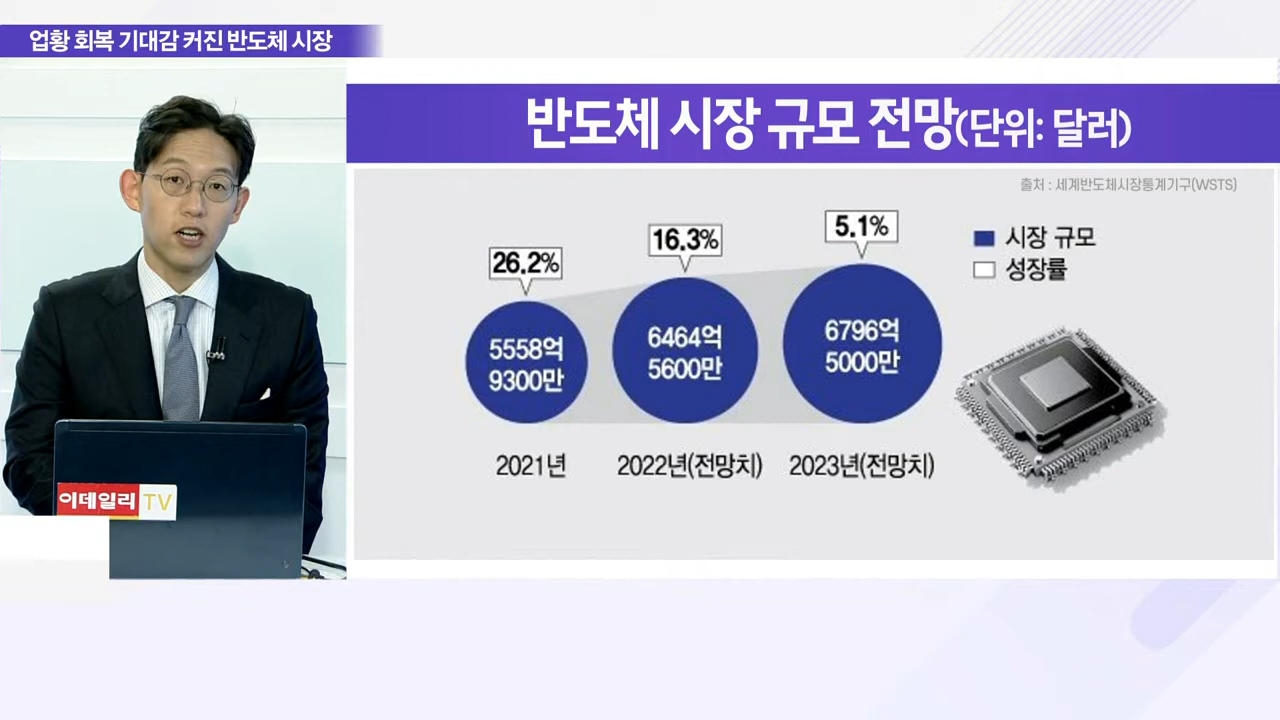 업황 회복 기대감 커진 반도체 시장
반도체 시장 규모 전망(단위: 달러)
출처 : 세계반도체시장통계기구(WSTS)
26.2%
16.3%
5.1%
시장 규모
성장률
5558억
9300만
6464억
5600만
6796억
5000만
2021년
2022년(전망치)
2023년(전망치)
이데일리 TV